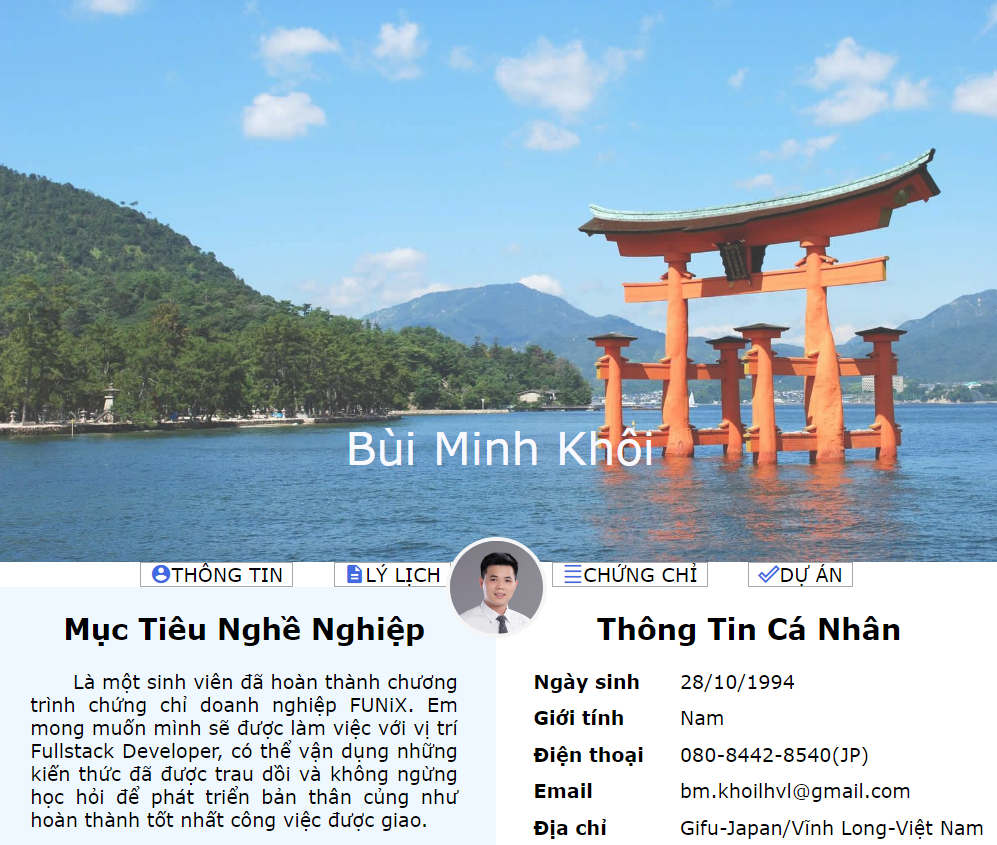 Bùi Minh Khôi
THÔNG TIN
LÝ LỊCH
CHỨNG CHỈ
DỰ ÁN
Mục Tiêu Nghề Nghiệp
Là một sinh viên đã hoàn thành chương
trình chứng chỉ doanh nghiệp FUNiX. Em
mong muốn mình sẽ được làm việc với vị trí
Fullstack Developer, có thể vận dụng những
kiến thức đã được trau dồi và không ngừng
học hỏi để phát triển bản thân củng như
hoàn thành tốt nhất công việc được giao.
Thông Tin Cá Nhân
Ngày sinh 28/10/1994
Giới tính Nam
Điện thoại 080-8442-8540(JP)
Email bm.khoilhvl@gmail.com
Địa chỉ Gifu-Japan/Vĩnh Long-Việt Nam